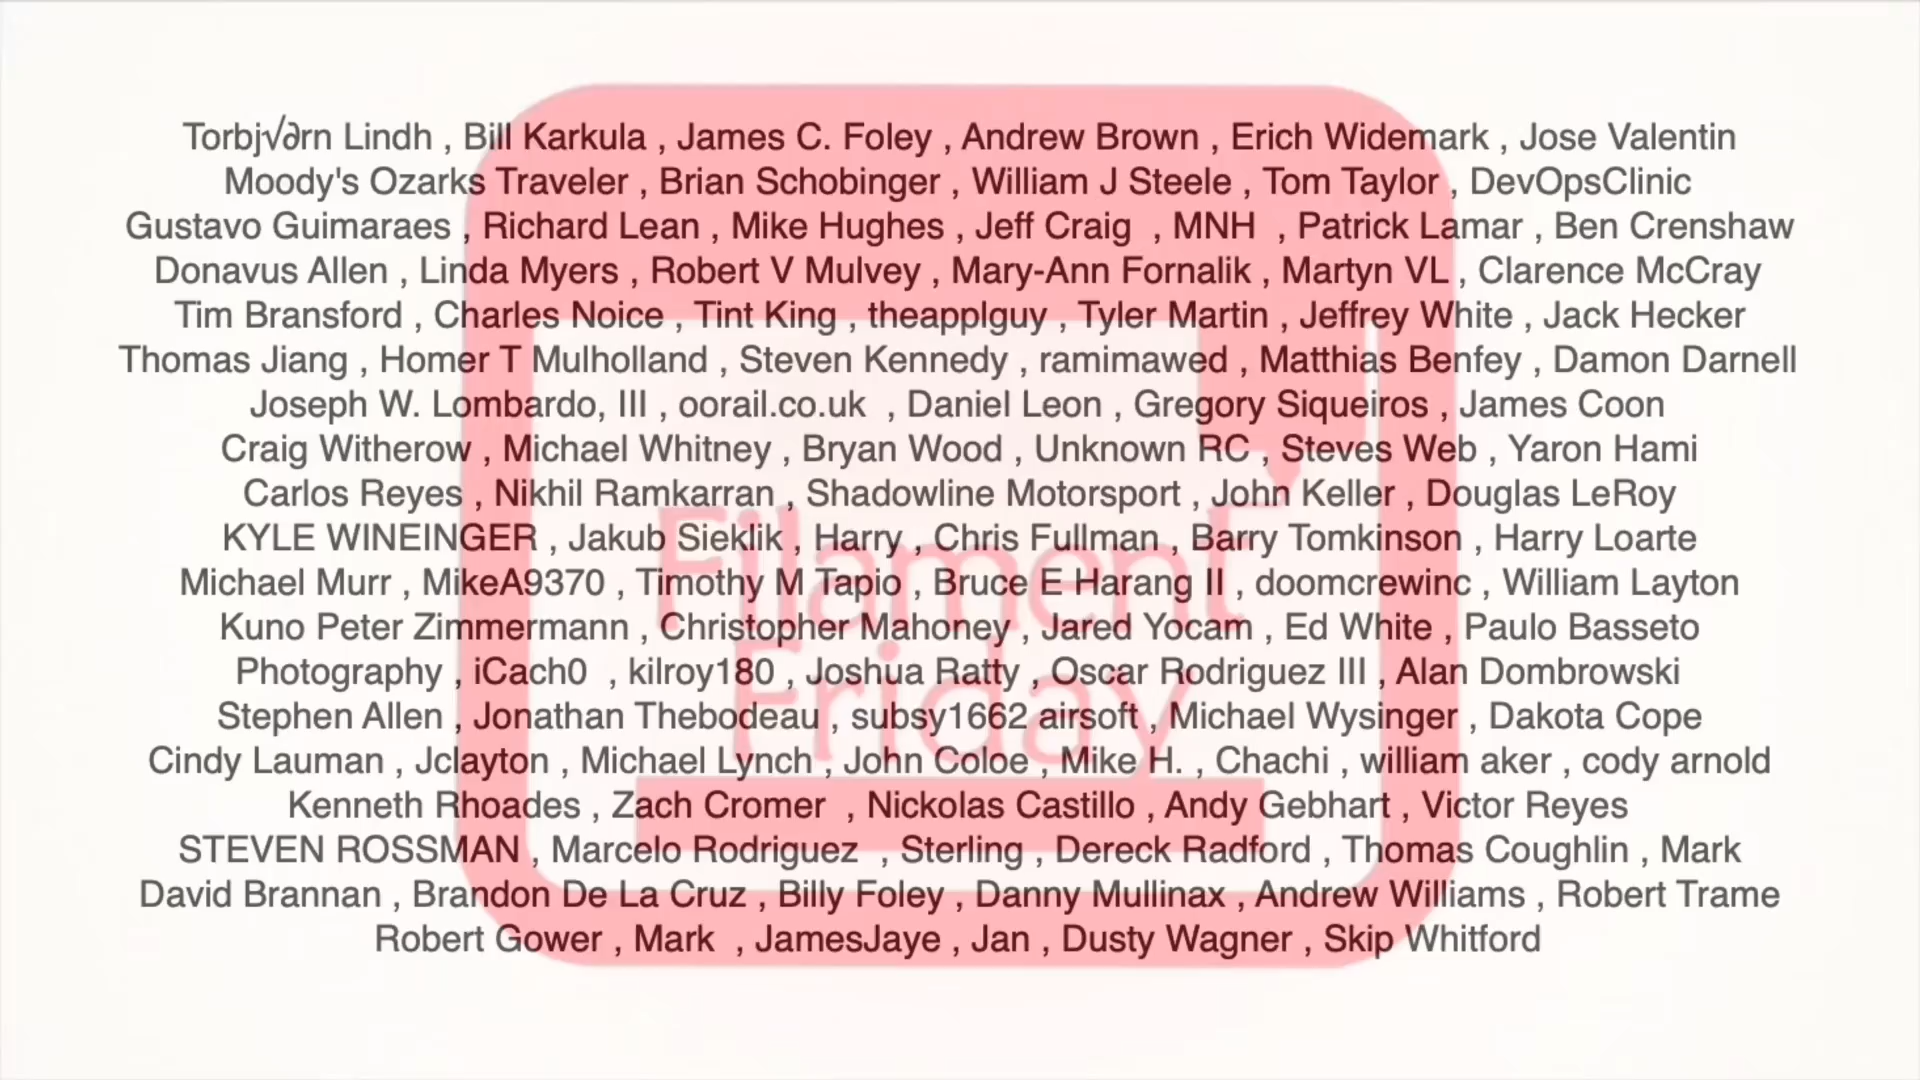 Torbj√∂rn Lindh , Bill Karkula , James C. Foley , Andrew Brown , Erich Widemark , Jose Valentin
Moody's Ozarks Traveler , Brian Schobinger , William J Steele , Tom Taylor , DevOpsClinic
Gustavo Guimaraes , Richard Lean , Mike Hughes , Jeff Craig  , MNH  , Patrick Lamar , Ben Crenshaw
Donavus Allen , Linda Myers , Robert V Mulvey , Mary-Ann Fornalik , Martyn VL , Clarence McCray
Tim Bransford , Charles Noice , Tint King , theapplguy , Tyler Martin , Jeffrey White , Jack Hecker
Thomas Jiang , Homer T Mulholland , Steven Kennedy , ramimawed , Matthias Benfey , Damon Darnell
Joseph W. Lombardo, III , oorail.co.uk  , Daniel Leon , Gregory Siqueiros , James Coon
Craig Witherow , Michael Whitney , Bryan Wood , Unknown RC , Steves Web , Yaron Hami
Carlos Reyes , Nikhil Ramkarran , Shadowline Motorsport , John Keller , Douglas LeRoy
KYLE WINEINGER , Jakub Sieklik , Harry , Chris Fullman , Barry Tomkinson , Harry Loarte
Michael Murr , MikeA9370 , Timothy M Tapio , Bruce E Harang II , doomcrewinc , William Layton
Kuno Peter Zimmermann , Christopher Mahoney , Jared Yocam , Ed White , Paulo Basseto
Photography , iCach0  , kilroy180 , Joshua Ratty , Oscar Rodriguez III , Alan Dombrowski
Stephen Allen , Jonathan Thebodeau , subsy1662 airsoft , Michael Wysinger , Dakota Cope
Cindy Lauman , Jclayton , Michael Lynch , John Coloe , Mike H. , Chachi , william aker , cody arnold
Kenneth Rhoades , Zach Cromer  , Nickolas Castillo , Andy Gebhart , Victor Reyes
STEVEN ROSSMAN , Marcelo Rodriguez  , Sterling , Dereck Radford , Thomas Coughlin , Mark
David Brannan , Brandon De La Cruz , Billy Foley , Danny Mullinax , Andrew Williams , Robert Trame
Robert Gower , Mark  , JamesJaye , Jan , Dusty Wagner , Skip Whitford
Filament
Friday